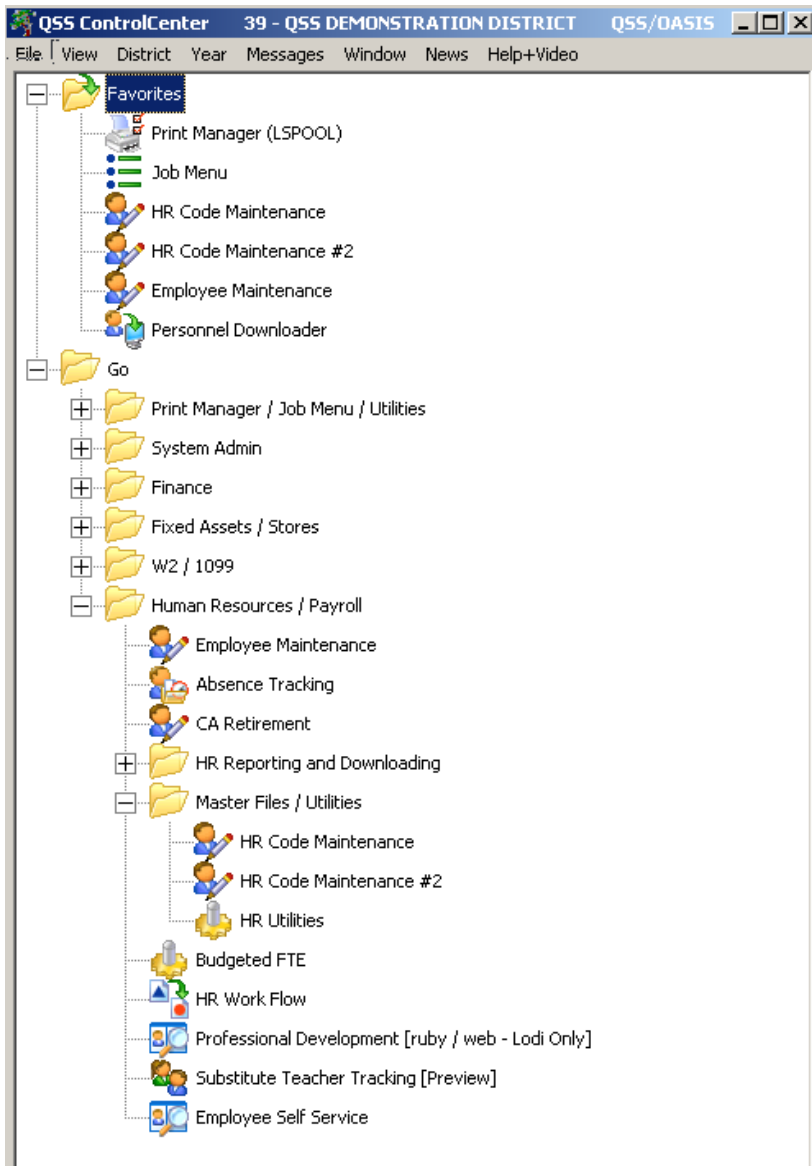 QSS ControlCenter 39 - QSS DEMONSTRATION DISTRICT QSS/OASIS
File View District Year Messages Window News Help+Video
Favorites
Print Manager (LSPOOL)
Job Menu
HR Code Maintenance
HR Code Maintenance #2
Employee Maintenance
Personnel Downloader
Go
Print Manager / Job Menu / Utilities
System Admin
Finance
Fixed Assets / Stores
W2 / 1099
Human Resources / Payroll
Employee Maintenance
Absence Tracking
CA Retirement
HR Reporting and Downloading
Master Files / Utilities
HR Code Maintenance
HR Code Maintenance #2
HR Utilities
Budgeted FTE
HR Work Flow
Professional Development [ruby / web - Lodi Only]
Substitute Teacher Tracking [Preview]
Employee Self Service